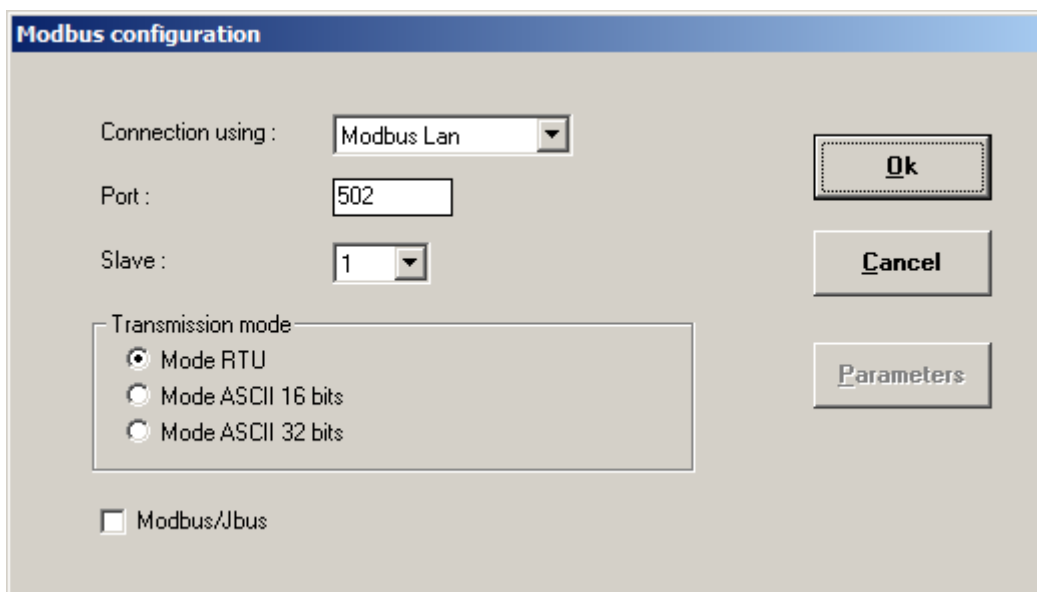 Modbus configuration
Connection using : Modbus Lan
Ok
Port : 502
Slave : 1
Cancel
Transmission mode
Mode RTU
Parameters
Mode ASCII 16 bits
Mode ASCII 32 bits
Modbus/Jbus